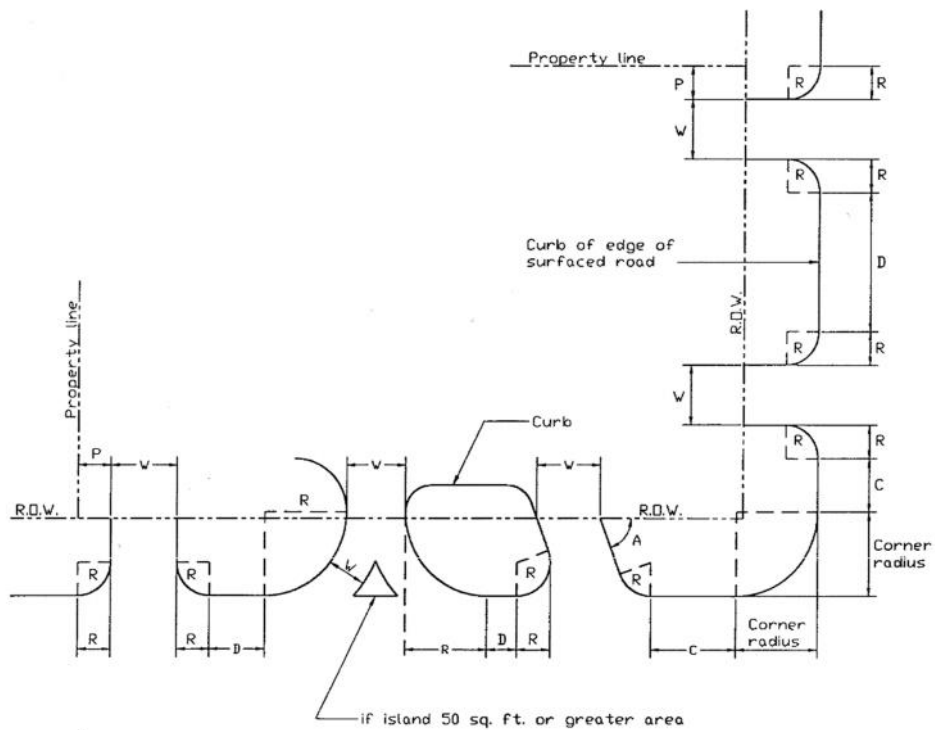 Property line
P
R
R
W
R
R
Curb of edge of
surfaced road
D
R.O.W.
Property line
R
R
W
Curb
R
R
P
W
W
W
C
R.O.W.
R
R.O.W.
A
Corner
radius
R
R
W
R
R
Corner
radius
R
R
D
R
D
R
C
if island 50 sq. ft. or greater area